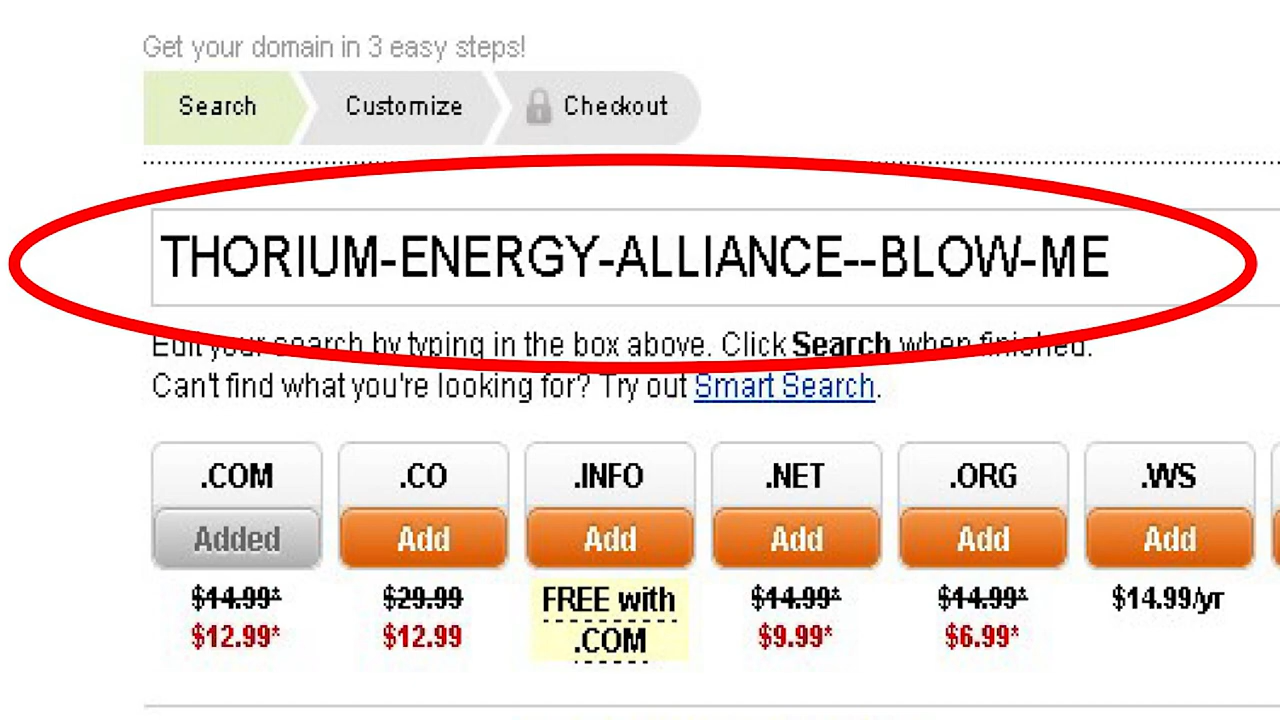 Get your domain in 3 easy steps!
Search Customize Checkout
THORIUM-ENERGY-ALLIANCE--BLOW-ME
Edit your search by typing in the box above. Click Search when finished.
Can't find what you're looking for? Try out Smart Search.
.COM .CO .INFO .NET .ORG .WS
Added Add Add Add Add Add
$14.99* $29.99 FREE with $14.99* $14.99* $14.99/yr
$12.99* $12.99 .COM $9.99* $6.99*